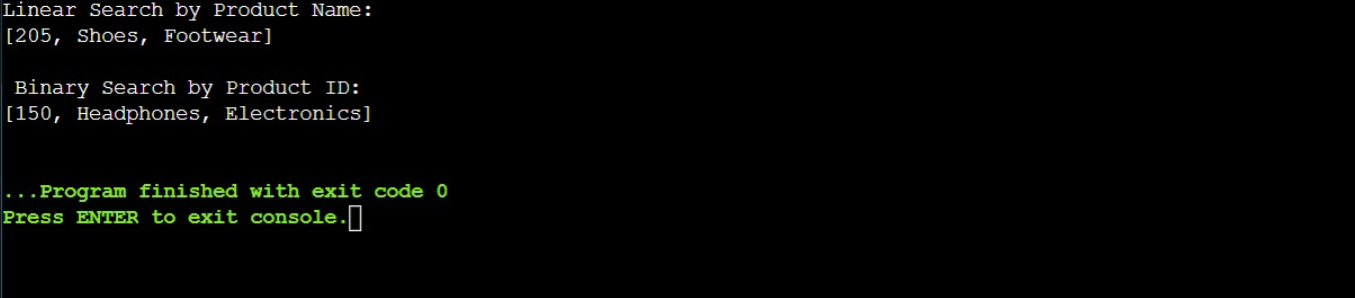 Linear Search by Product Name:
[205, Shoes, Footwear]
Binary Search by Product ID:
[150, Headphones, Electronics]
...Program finished with exit code 0
Press ENTER to exit console.